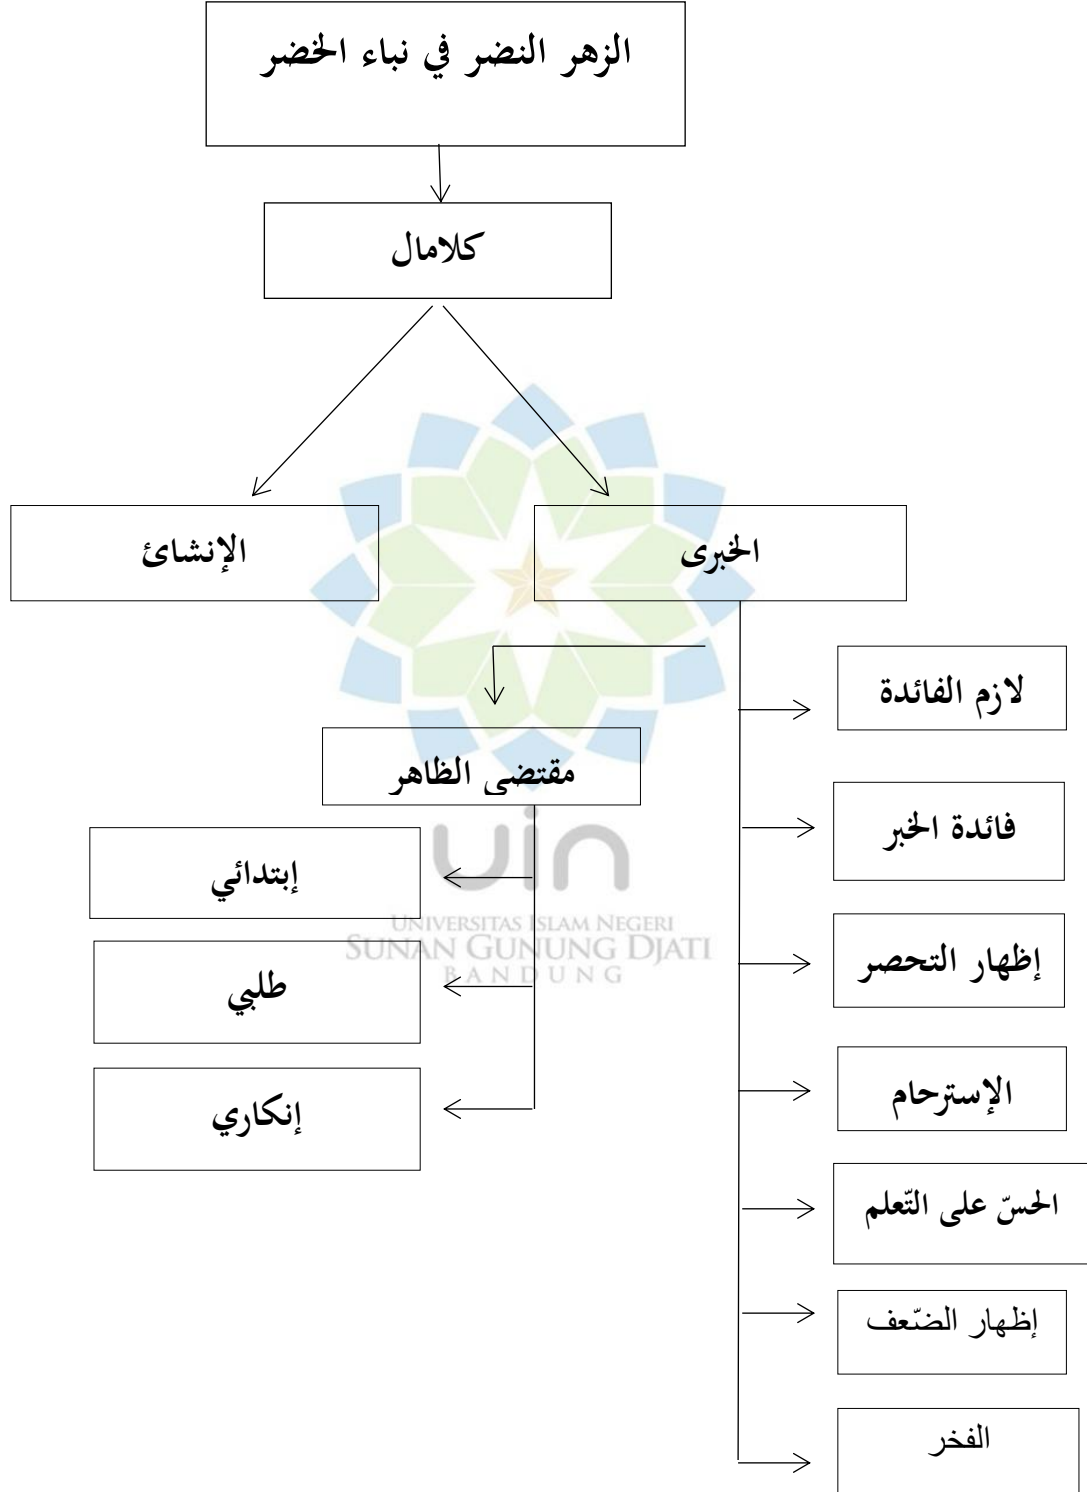 الزهر النضر في نباء الخضر
كلامال
الخبرى
الإنشائ
لازم الفائدة
مقتضى الظاهر
فائدة الخبر
إبتدائي
إظهار التحصر
طلبي
الإسترحام
إنكاري
الحسّ على التّعلم
إظهار الضّعف
الفخر
uin
UNIVERSITAS ISLAM NEGERI
SUNAN GUNUNG DJATI
BANDUNG